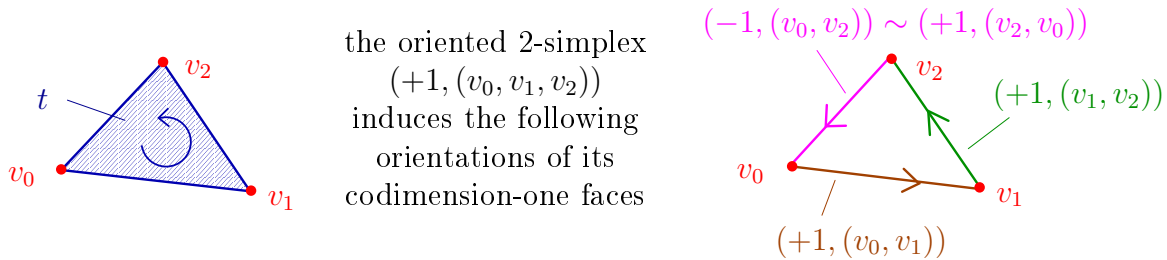 t
v₀
v₁
v₂
the oriented 2-simplex
(+1, (v₀, v₁, v₂))
induces the following
orientations of its
codimension-one faces
(−1, (v₀, v₂)) ∼ (+1, (v₂, v₀))
v₂
(+1, (v₁, v₂))
v₀
v₁
(+1, (v₀, v₁))